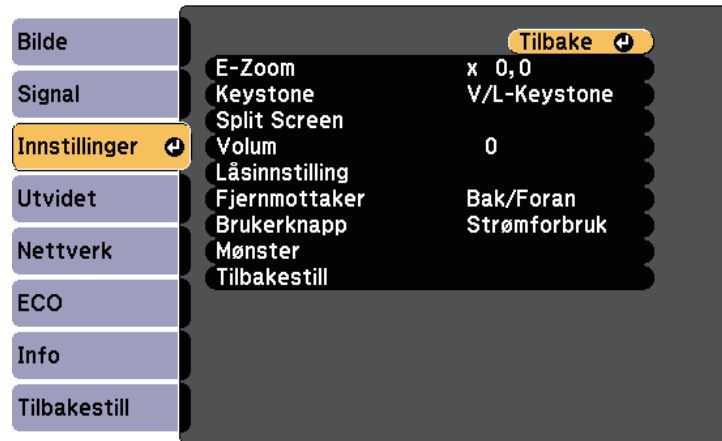 Bilde
Signal
Innstillinger
Utvidet
Nettverk
ECO
Info
Tilbakestill
Tilbake
E-Zoom x 0,0
Keystone V/L-Keystone
Split Screen
Volum 0
Låsinnstilling
Fjernmottaker Bak/Foran
Brukerknapp Strømforbruk
Mønster
Tilbakestill